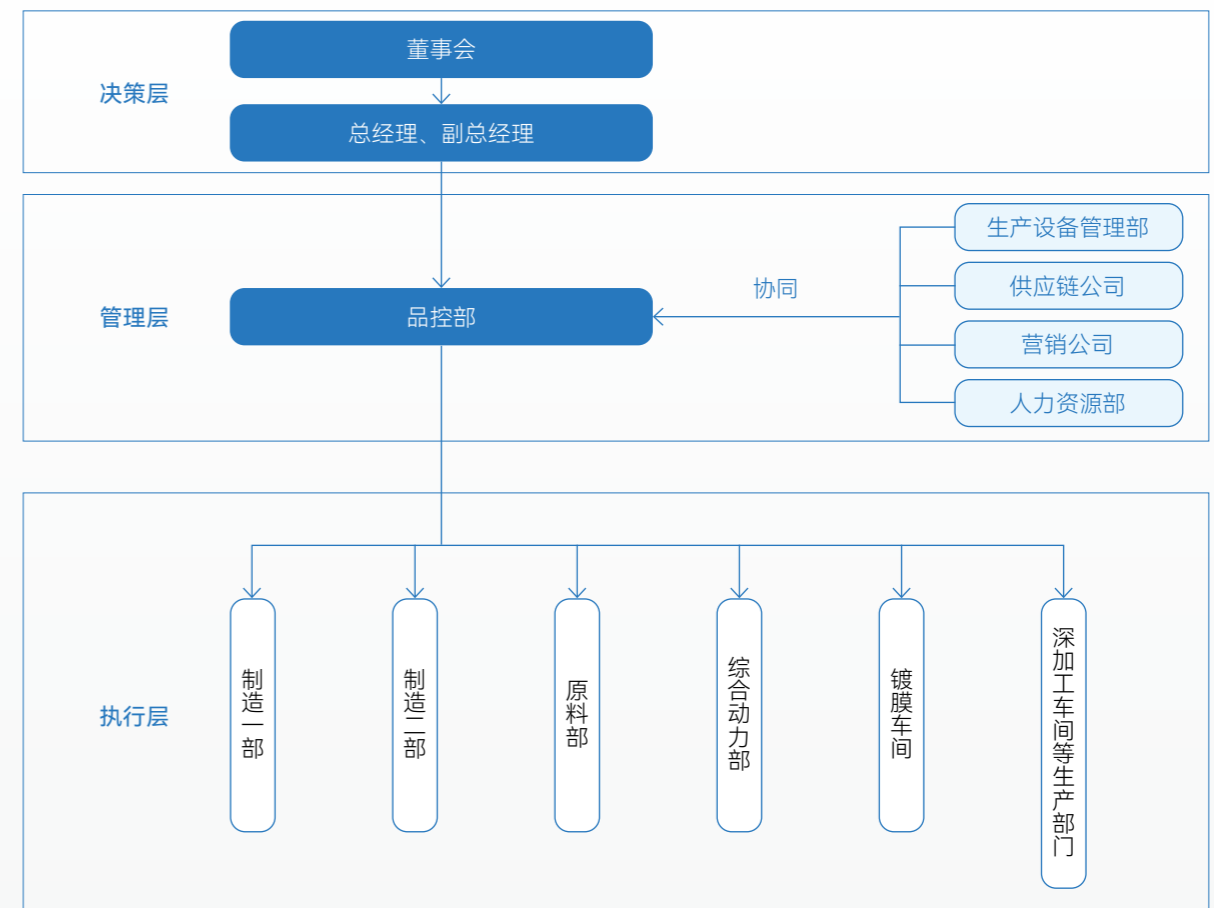 董事会
决策层
总经理、副总经理
生产设备管理部
协同
供应链公司
管理层
品控部
营销公司
人力资源部
执行层
制造一部
制造二部
原料部
综合动力部
镀膜车间
深加工车间等生产部门